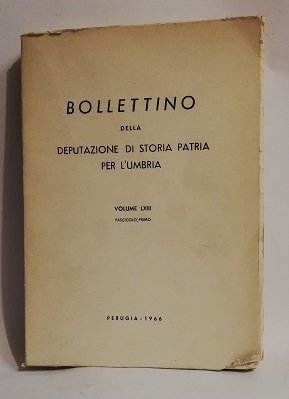 BOLLETTINO
DELLA
DEPUTAZIONE DI STORIA PATRIA
PER L'UMBRIA
VOLUME LXIII
FASCICOLO PRIMO
PERUGIA - 1966